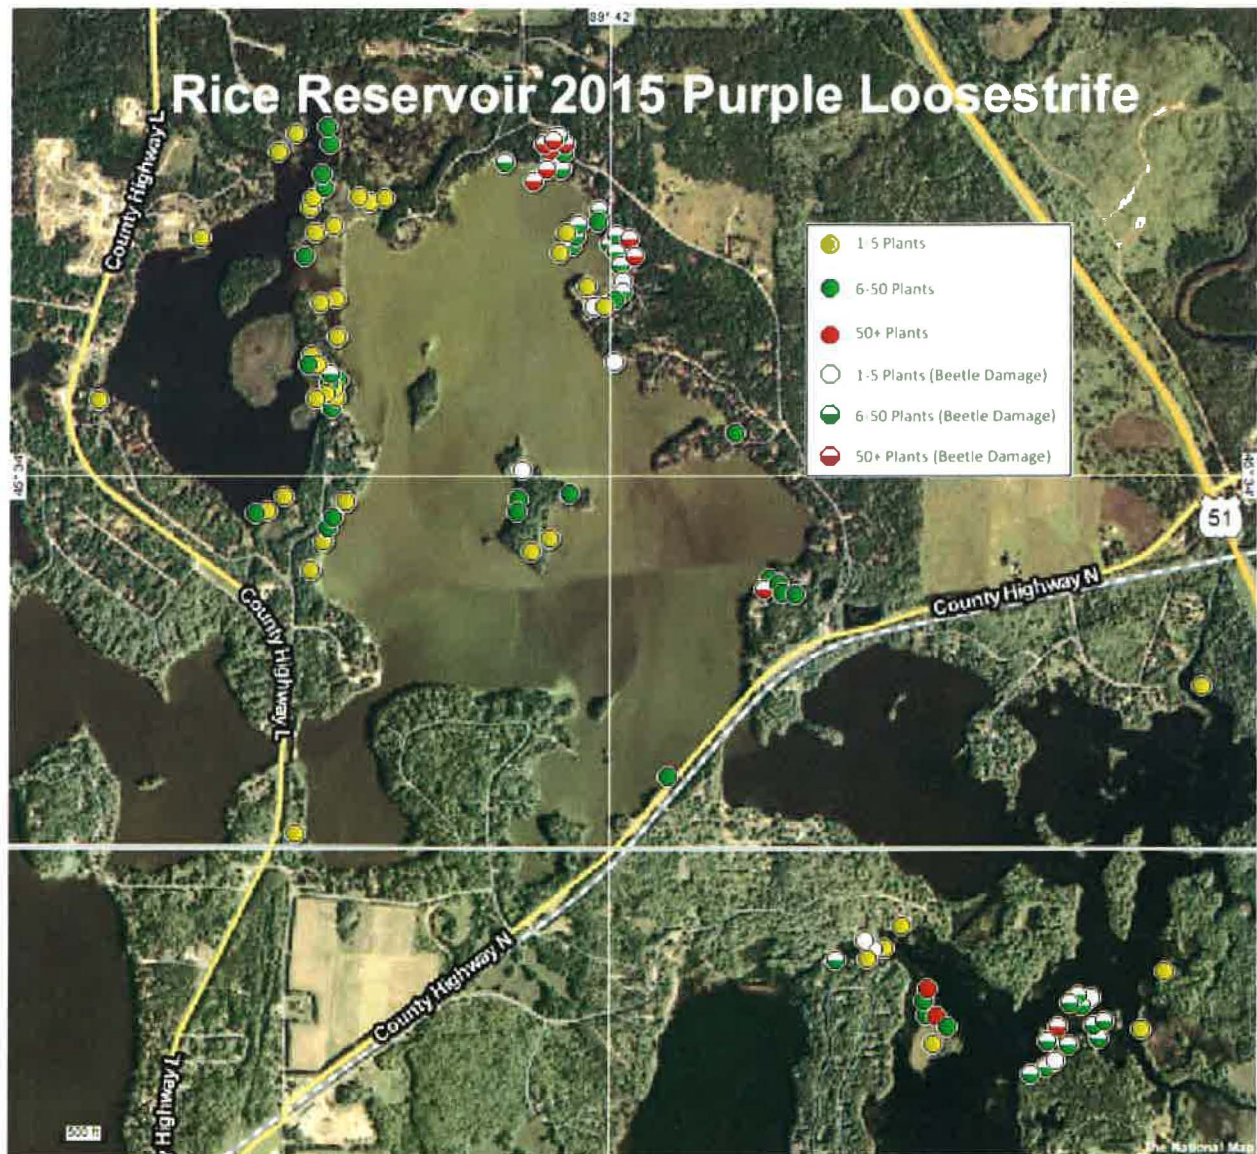 89° 42'
Rice Reservoir 2015 Purple Loosestrife
County Highway L
1-5 Plants
6-50 Plants
50+ Plants
1-5 Plants (Beetle Damage)
6-50 Plants (Beetle Damage)
50+ Plants (Beetle Damage)
45° 34'
51
County Highway N
County Highway L
County Highway N
Highway L
500 ft
The National Map